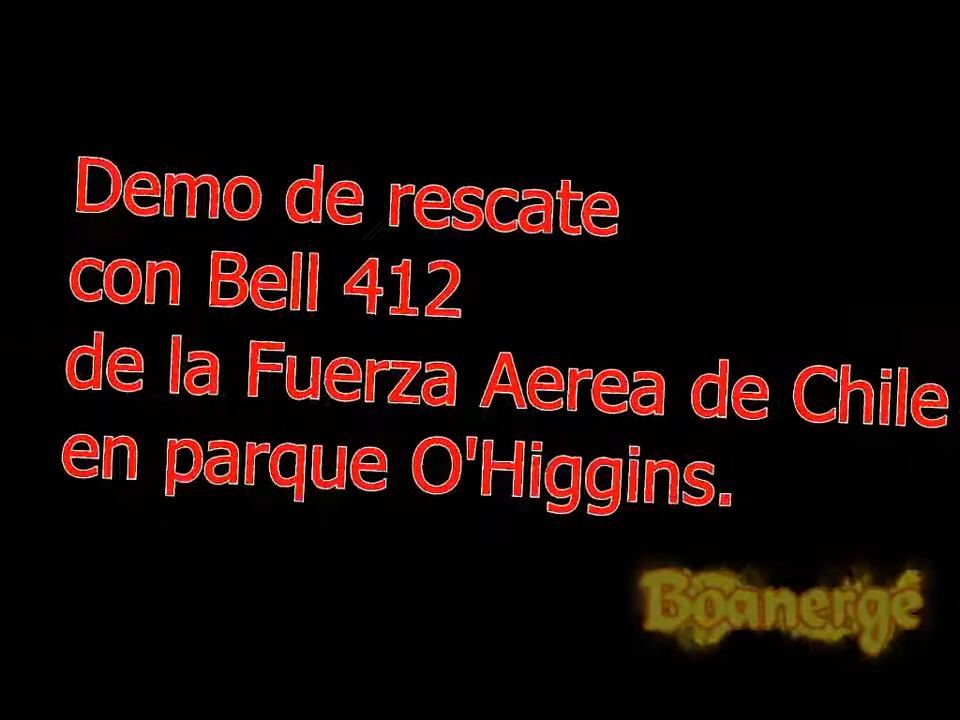 Demo de rescate
con Bell 412
de la Fuerza Aerea de Chile
en parque O'Higgins.
Boanergé